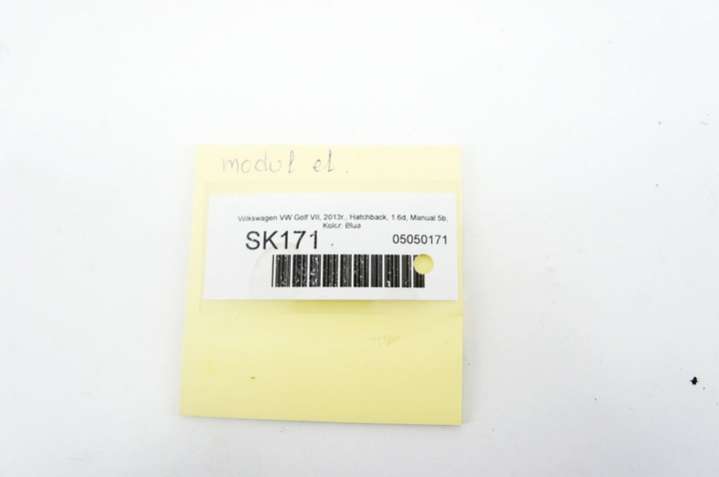 modul el.
Volkswagen VW Golf VII, 2013r., Hatchback, 1.6d, Manual 5b,
Kolor: Blua
SK171
05050171